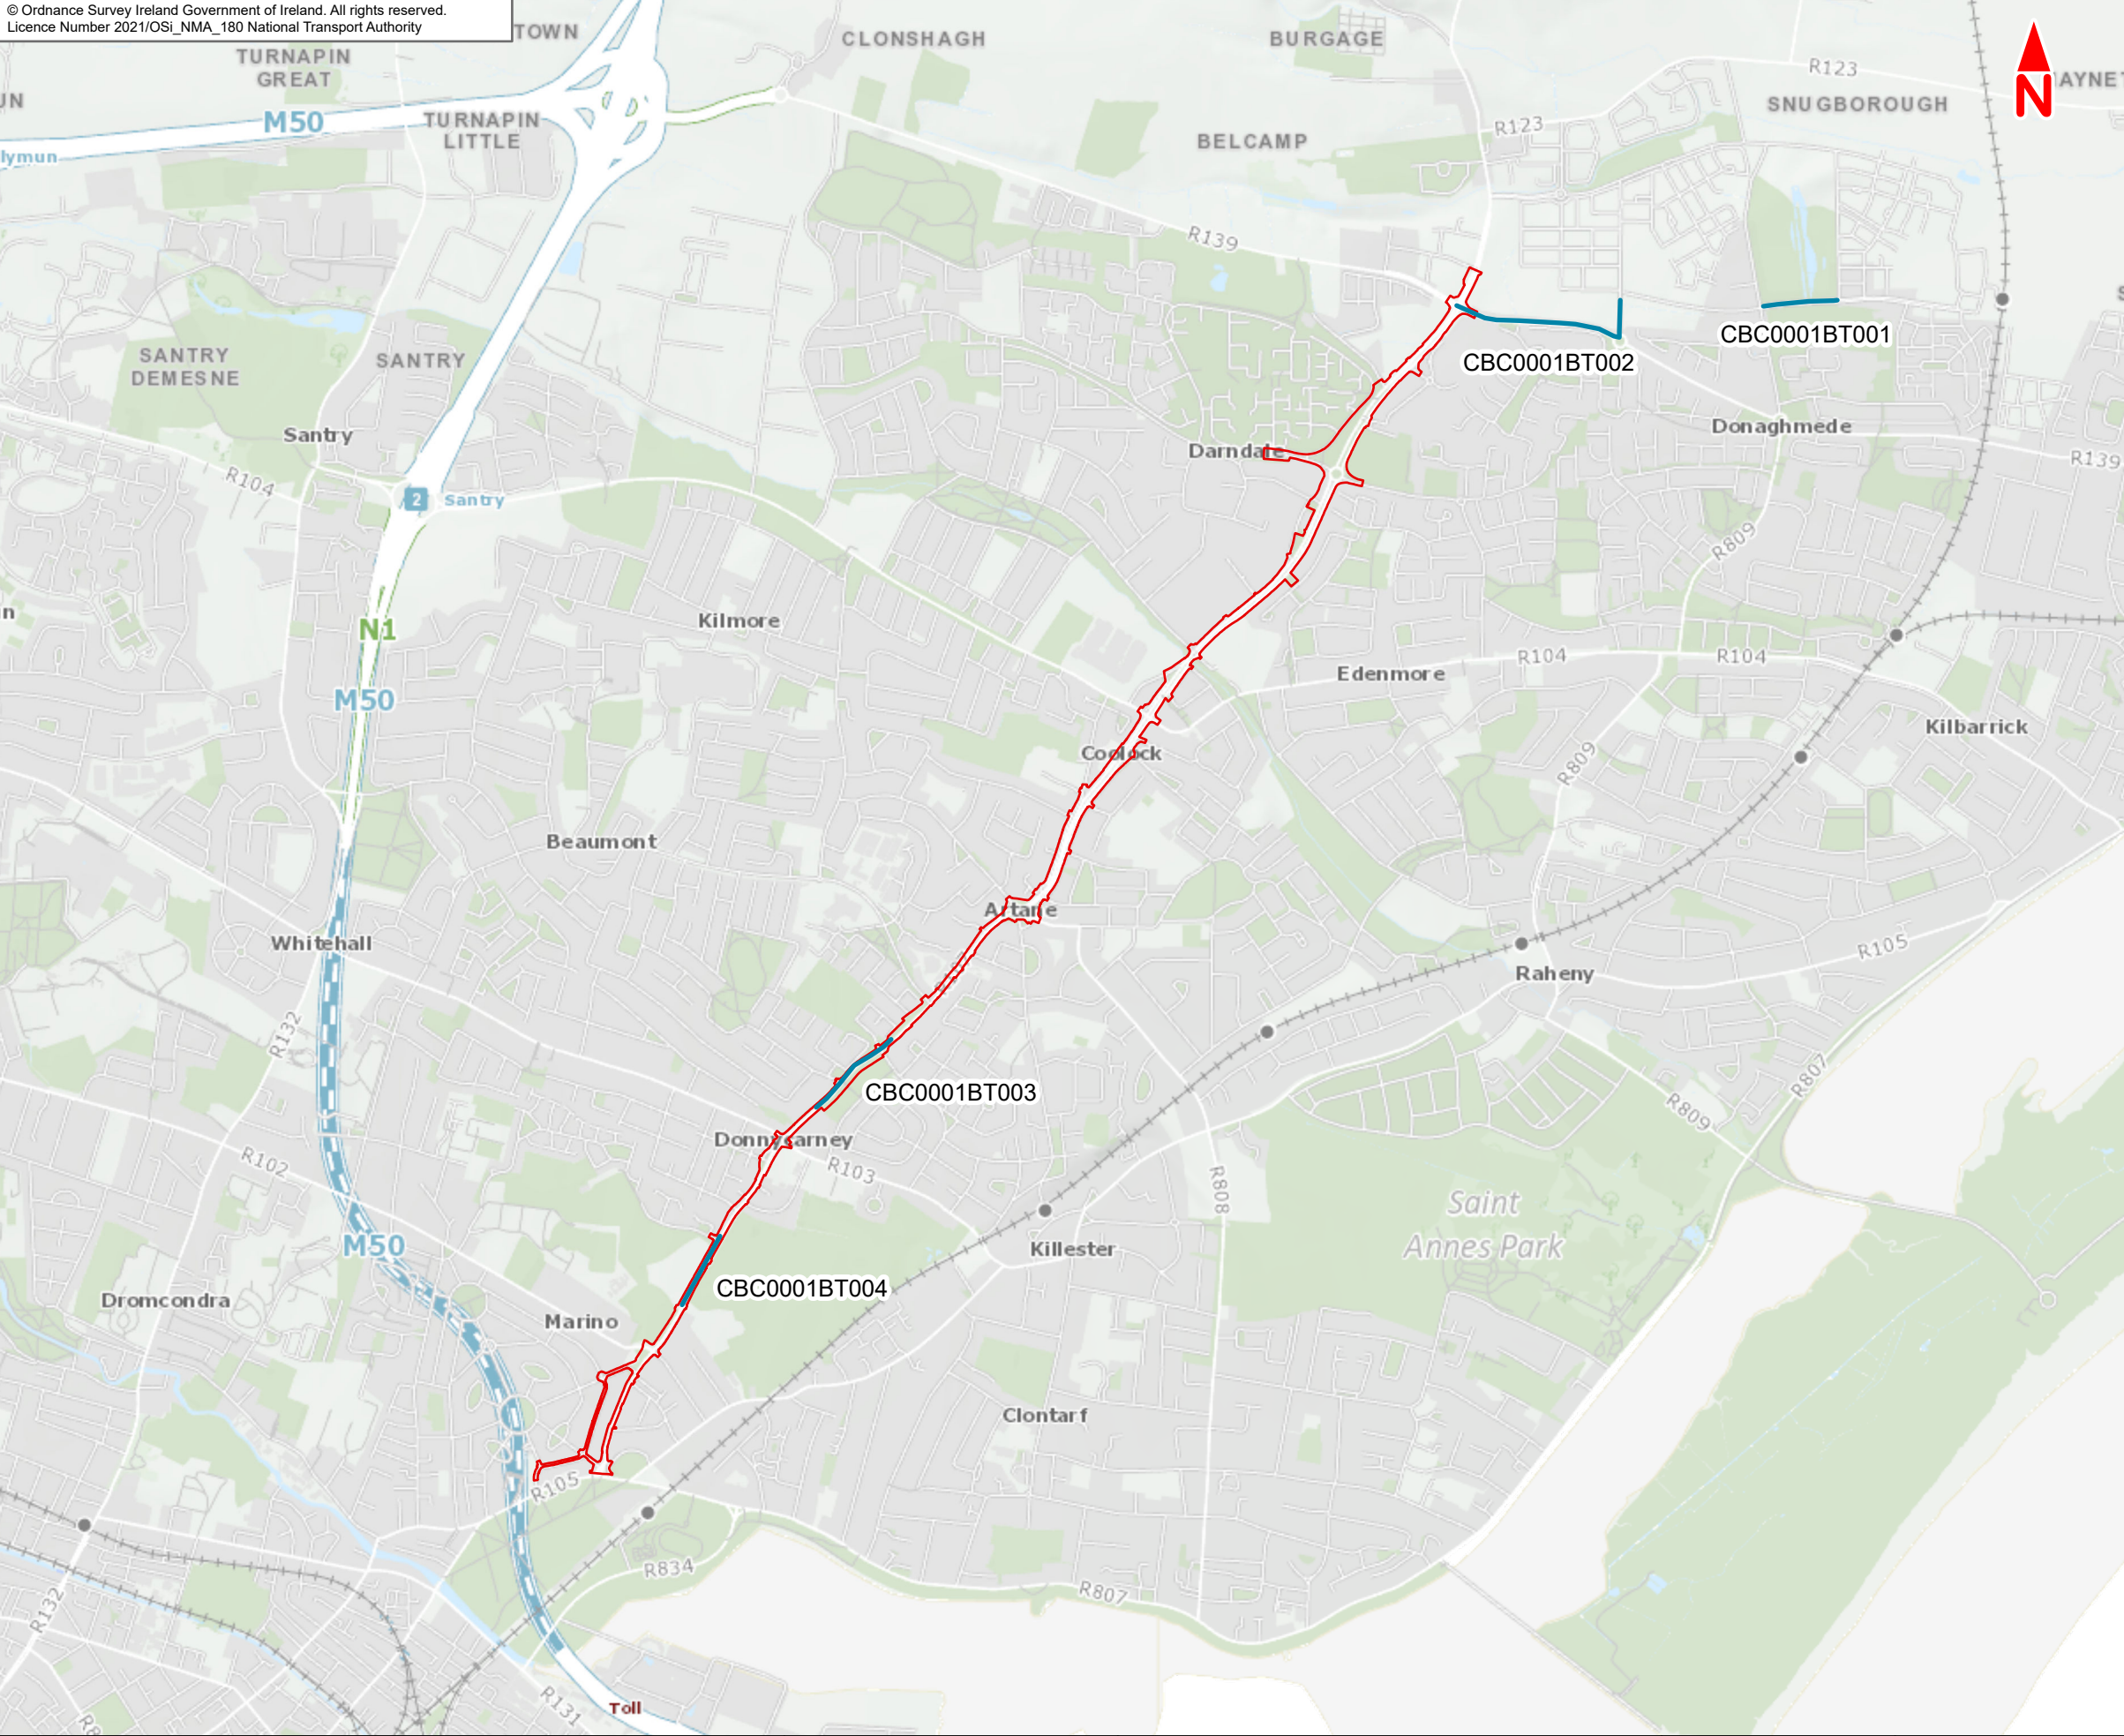 © Ordnance Survey Ireland Government of Ireland. All rights reserved.
Licence Number 2021/OSi_NMA_180 National Transport Authority
TOWN
CLONSHAGH
BURGAGE
TURNAPIN
GREAT
R123
SNUGBOROUGH
N
M50
TURNAPIN
LITTLE
R123
BELCAMP
lymun
R139
CBC0001BT001
CBC0001BT002
SANTRY
DEMESNE
SANTRY
Santry
Donaghmede
Darndale
R139
R104
2
Santry
R809
N1
Kilmore
R104
R104
Edenmore
M50
Kilbarrick
Coolock
R809
Beaumont
Artane
Whitehall
R105
Raheny
R132
R807
CBC0001BT003
R809
Donnycarney
R103
R102
R808
Saint
Annes Park
M50
Killester
CBC0001BT004
Dromcondra
Marino
Clontarf
R105
R834
R807
R132
R131
Toll